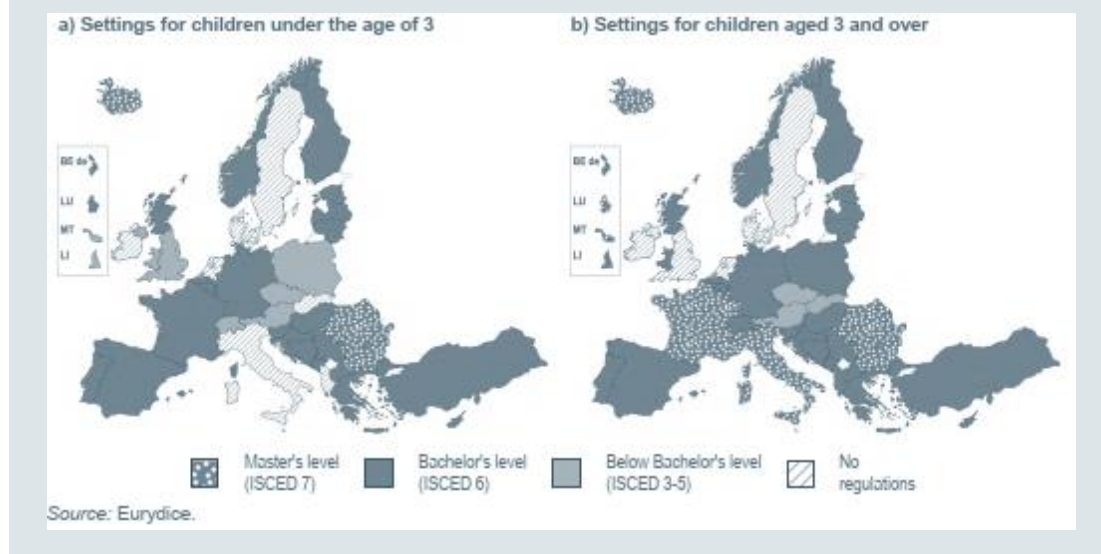 a) Settings for children under the age of 3
b) Settings for children aged 3 and over
BE de
LU
MT
LI
BE de
LU
MT
LI
Master's level
(ISCED 7)
Bachelor's level
(ISCED 6)
Below Bachelor's level
(ISCED 3-5)
No
regulations
Source: Eurydice.